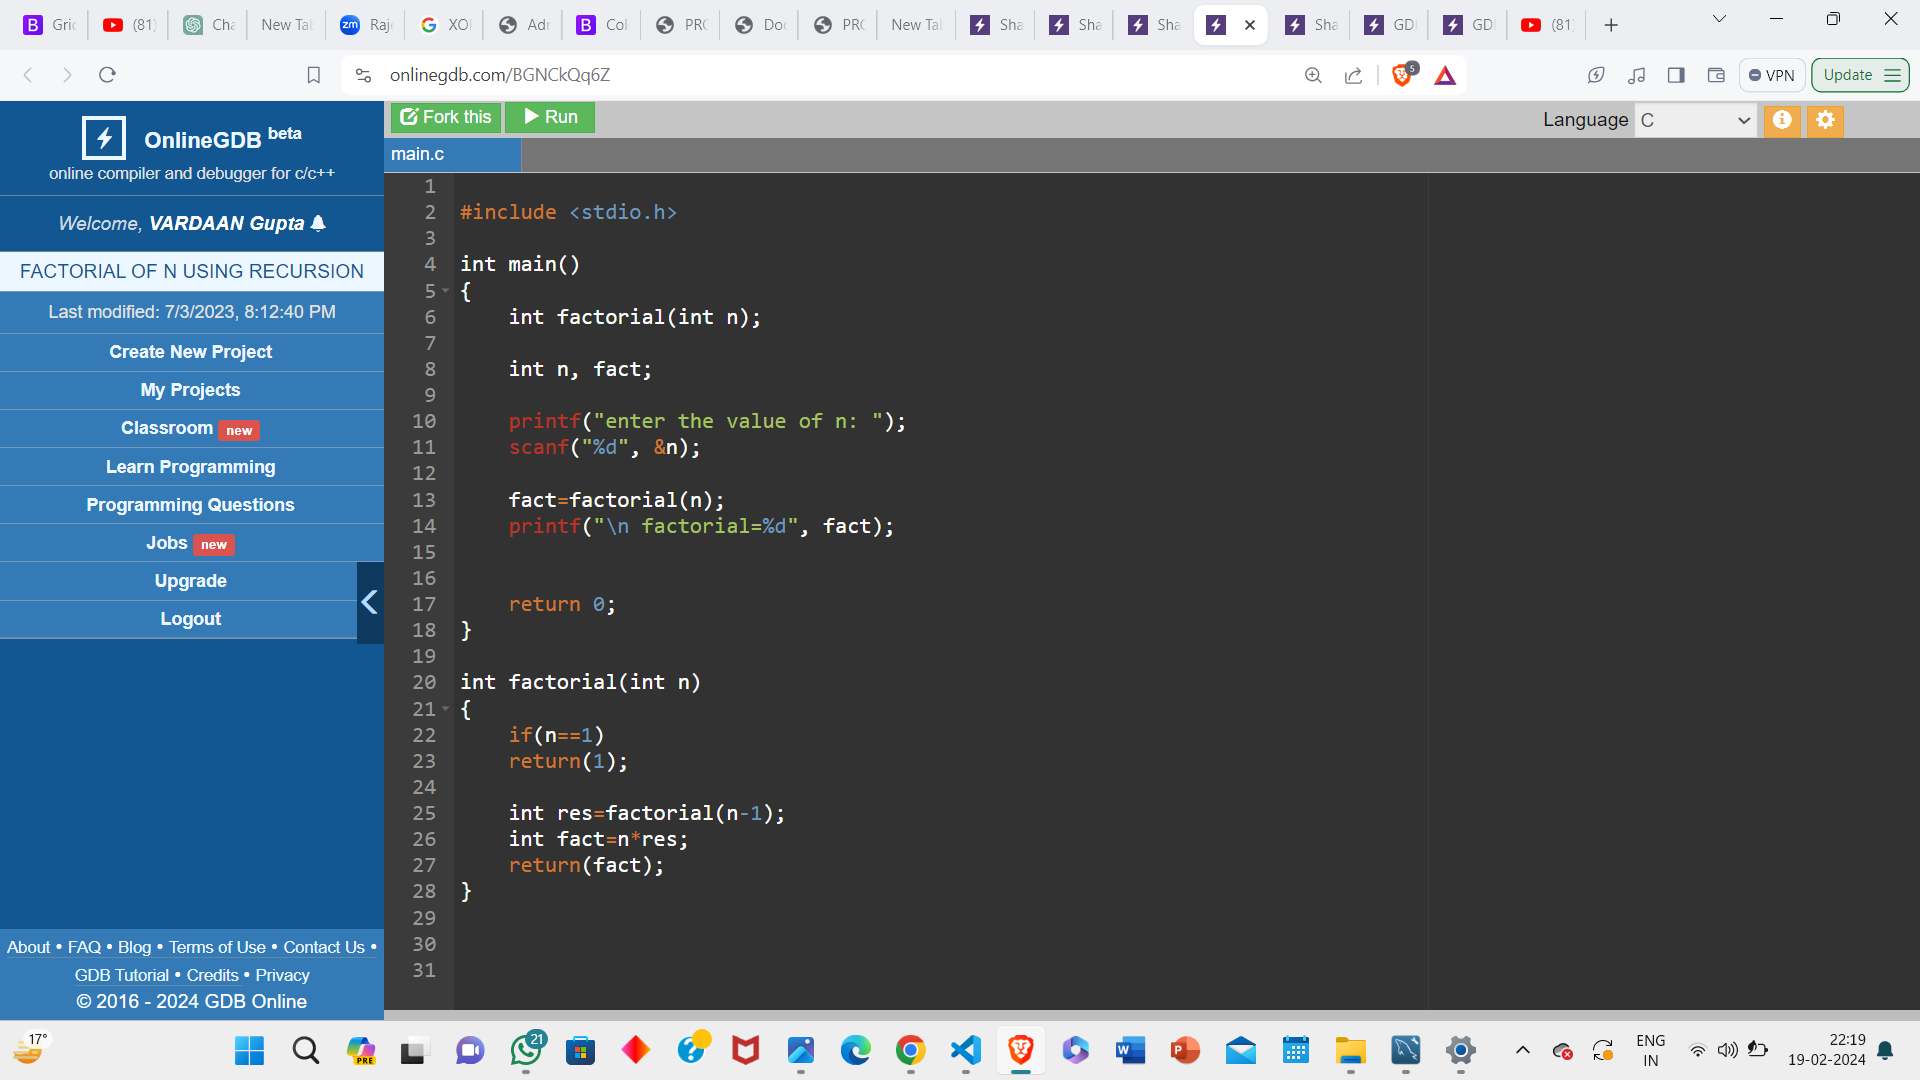 Gric
(81)
Cha
New Tab
zm
Raj
XO
Adr
Col
PRO
Doc
PRO
New Tab
Sha
Sha
Sha
Sha
GD
GD
(81)
onlinegdb.com/BGNCkQq6Z
5
VPN
Update
OnlineGDB beta
online compiler and debugger for c/c++
Welcome, VARDAAN Gupta
FACTORIAL OF N USING RECURSION
Last modified: 7/3/2023, 8:12:40 PM
Create New Project
My Projects
Classroom new
Learn Programming
Programming Questions
Jobs new
Upgrade
Logout
About • FAQ • Blog • Terms of Use • Contact Us •
GDB Tutorial • Credits • Privacy
© 2016 - 2024 GDB Online
Fork this
Run
Language C
main.c
1
2 #include <stdio.h>
3
4 int main()
5 {
6 int factorial(int n);
7
8 int n, fact;
9
10 printf("enter the value of n: ");
11 scanf("%d", &n);
12
13 fact=factorial(n);
14 printf("\n factorial=%d", fact);
15
16
17 return 0;
18 }
19
20 int factorial(int n)
21 {
22 if(n==1)
23 return(1);
24
25 int res=factorial(n-1);
26 int fact=n*res;
27 return(fact);
28 }
29
30
31
17°
PRE
21
ENG
IN
22:19
19-02-2024